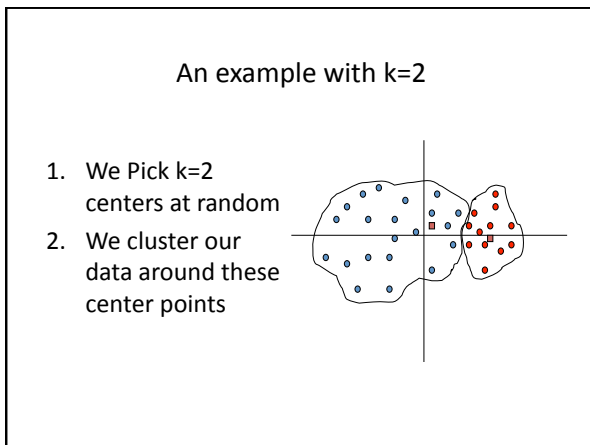 An example with k=2
1. We Pick k=2
centers at random
2. We cluster our
data around these
center points